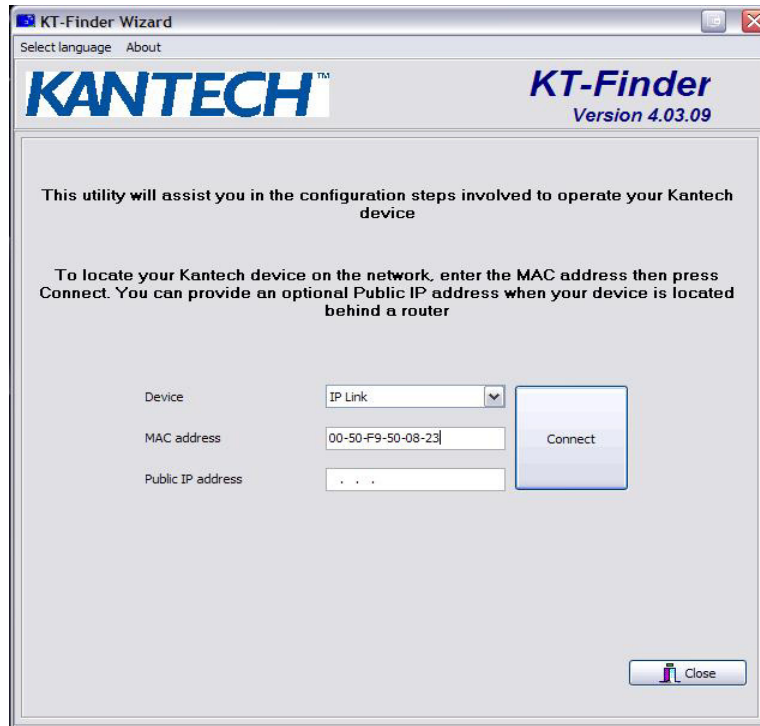 KT-Finder Wizard
Select language About
KANTECH™
KT-Finder
Version 4.03.09
This utility will assist you in the configuration steps involved to operate your Kantech
device
To locate your Kantech device on the network, enter the MAC address then press
Connect. You can provide an optional Public IP address when your device is located
behind a router
Device
IP Link
MAC address
00-50-F9-50-08-23
Connect
Public IP address
. . .
Close